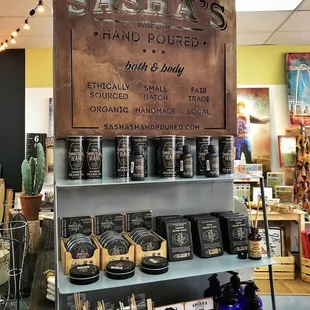 SASHA'S
HAND POURED
bath & body
ETHICALLY SMALL FAIR
SOURCED BATCH TRADE
ORGANIC HANDMADE LOCAL
SASHASHANDPOURED.COM